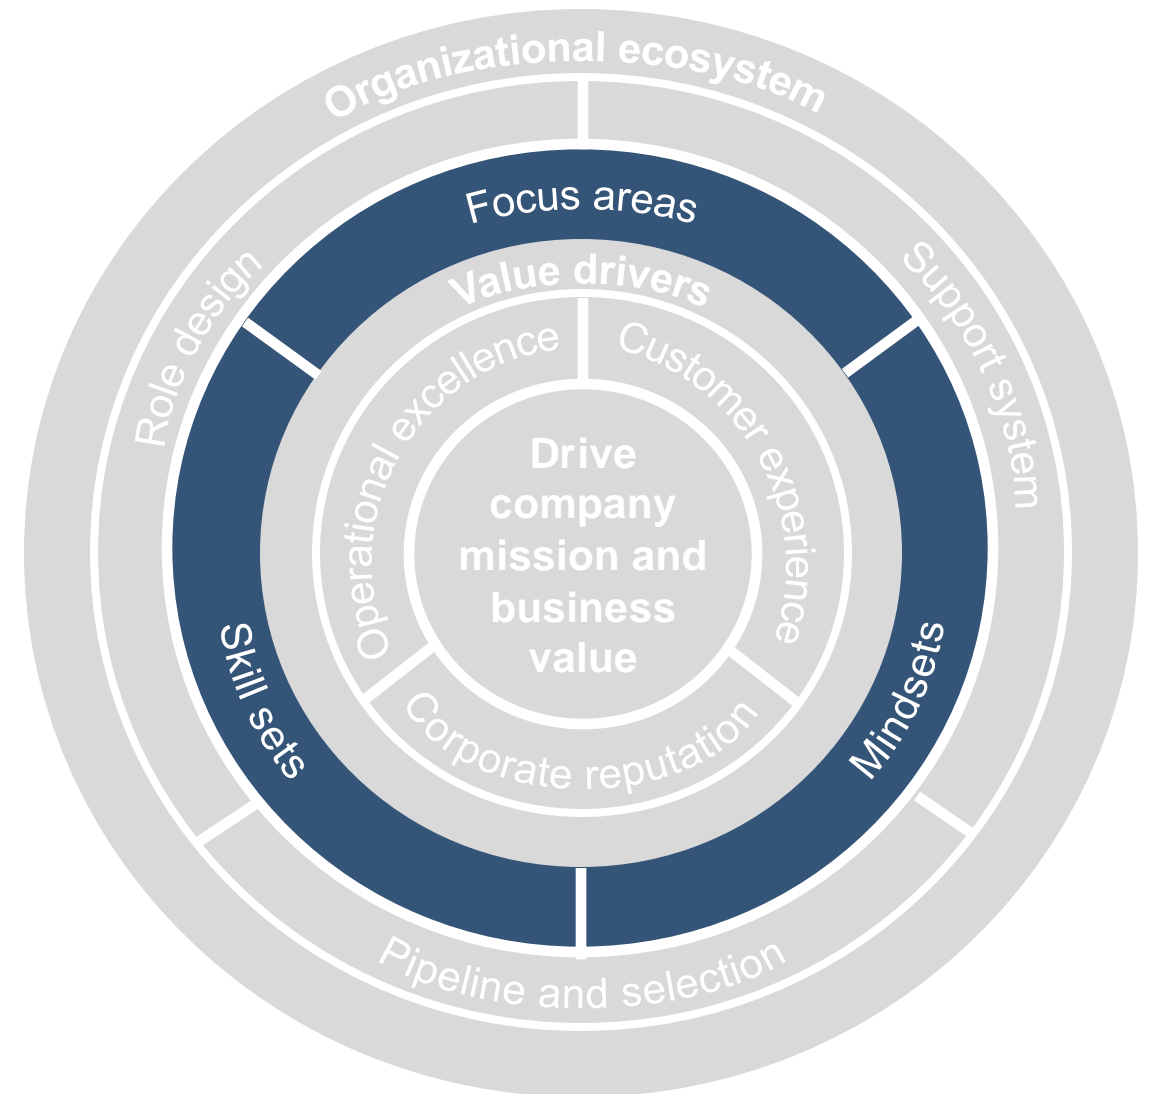 Organizational ecosystem
Role design
Support system
Pipeline and selection
Focus areas
Skill sets
Mindsets
Value drivers
Operational excellence
Customer experience
Corporate reputation
Drive
company
mission and
business
value